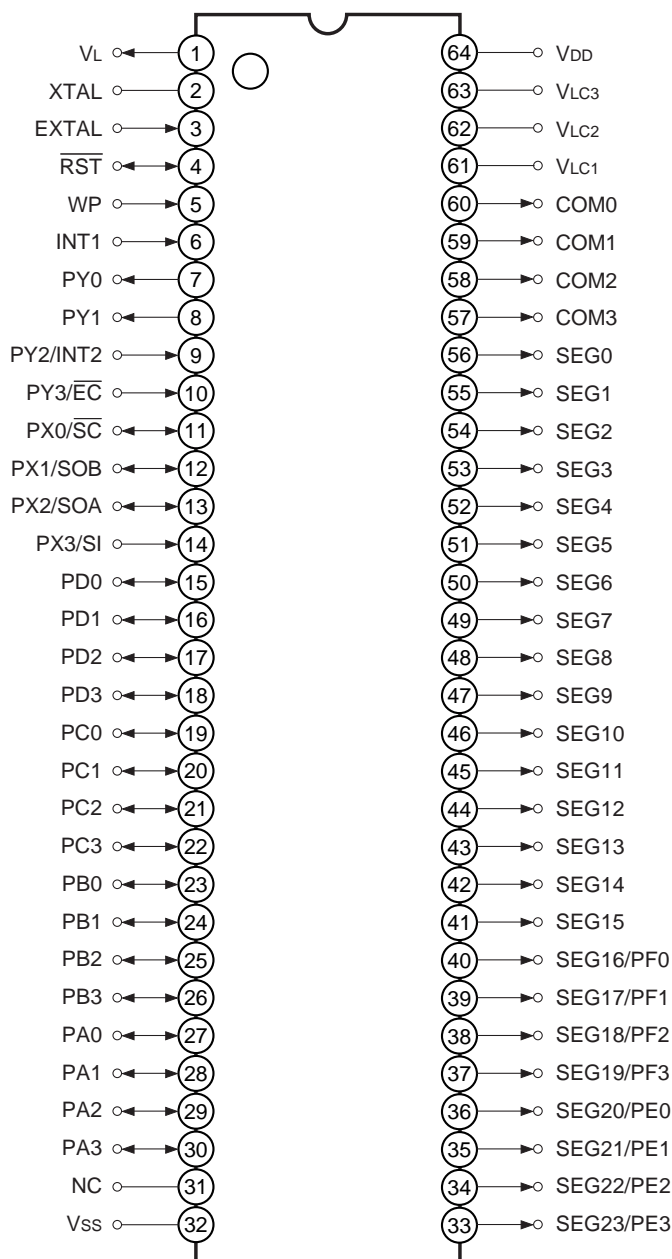 VL 1 64 VDD
XTAL 2 63 VLC3
EXTAL 3 62 VLC2
R̅S̅T̅ 4 61 VLC1
WP 5 60 COM0
INT1 6 59 COM1
PY0 7 58 COM2
PY1 8 57 COM3
PY2/INT2 9 56 SEG0
PY3/E̅C̅ 10 55 SEG1
PX0/S̅C̅ 11 54 SEG2
PX1/SOB 12 53 SEG3
PX2/SOA 13 52 SEG4
PX3/SI 14 51 SEG5
PD0 15 50 SEG6
PD1 16 49 SEG7
PD2 17 48 SEG8
PD3 18 47 SEG9
PC0 19 46 SEG10
PC1 20 45 SEG11
PC2 21 44 SEG12
PC3 22 43 SEG13
PB0 23 42 SEG14
PB1 24 41 SEG15
PB2 25 40 SEG16/PF0
PB3 26 39 SEG17/PF1
PA0 27 38 SEG18/PF2
PA1 28 37 SEG19/PF3
PA2 29 36 SEG20/PE0
PA3 30 35 SEG21/PE1
NC 31 34 SEG22/PE2
Vss 32 33 SEG23/PE3